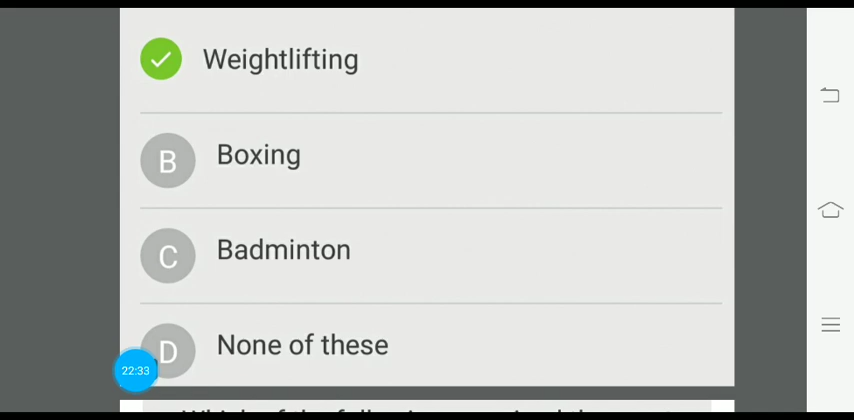 Weightlifting
B Boxing
C Badminton
D None of these
22:33